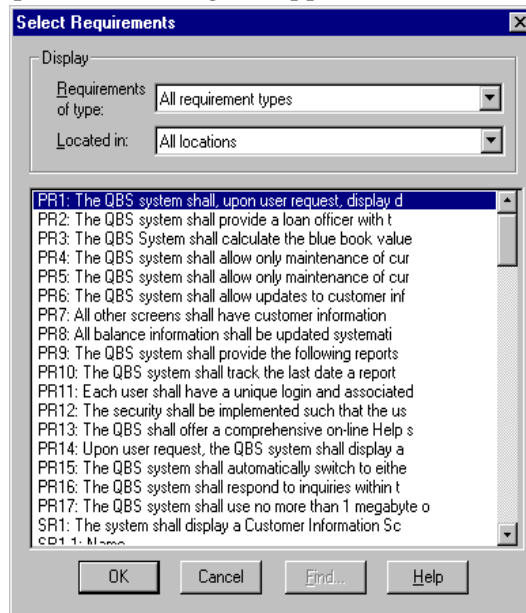 Select Requirements
Display
Requirements
of type:
All requirement types
Located in:
All locations
PR1: The QBS system shall, upon user request, display d
PR2: The QBS system shall provide a loan officer with t
PR3: The QBS System shall calculate the blue book value
PR4: The QBS system shall allow only maintenance of cur
PR5: The QBS system shall allow only maintenance of cur
PR6: The QBS system shall allow updates to customer inf
PR7: All other screens shall have customer information
PR8: All balance information shall be updated systemati
PR9: The QBS system shall provide the following reports
PR10: The QBS system shall track the last date a report
PR11: Each user shall have a unique login and associated
PR12: The security shall be implemented such that the us
PR13: The QBS shall offer a comprehensive on-line Help s
PR14: Upon user request, the QBS system shall display a
PR15: The QBS system shall automatically switch to eithe
PR16: The QBS system shall respond to inquiries within t
PR17: The QBS system shall use no more than 1 megabyte o
SR1: The system shall display a Customer Information Sc
SR1.1: Name
OK
Cancel
Find...
Help